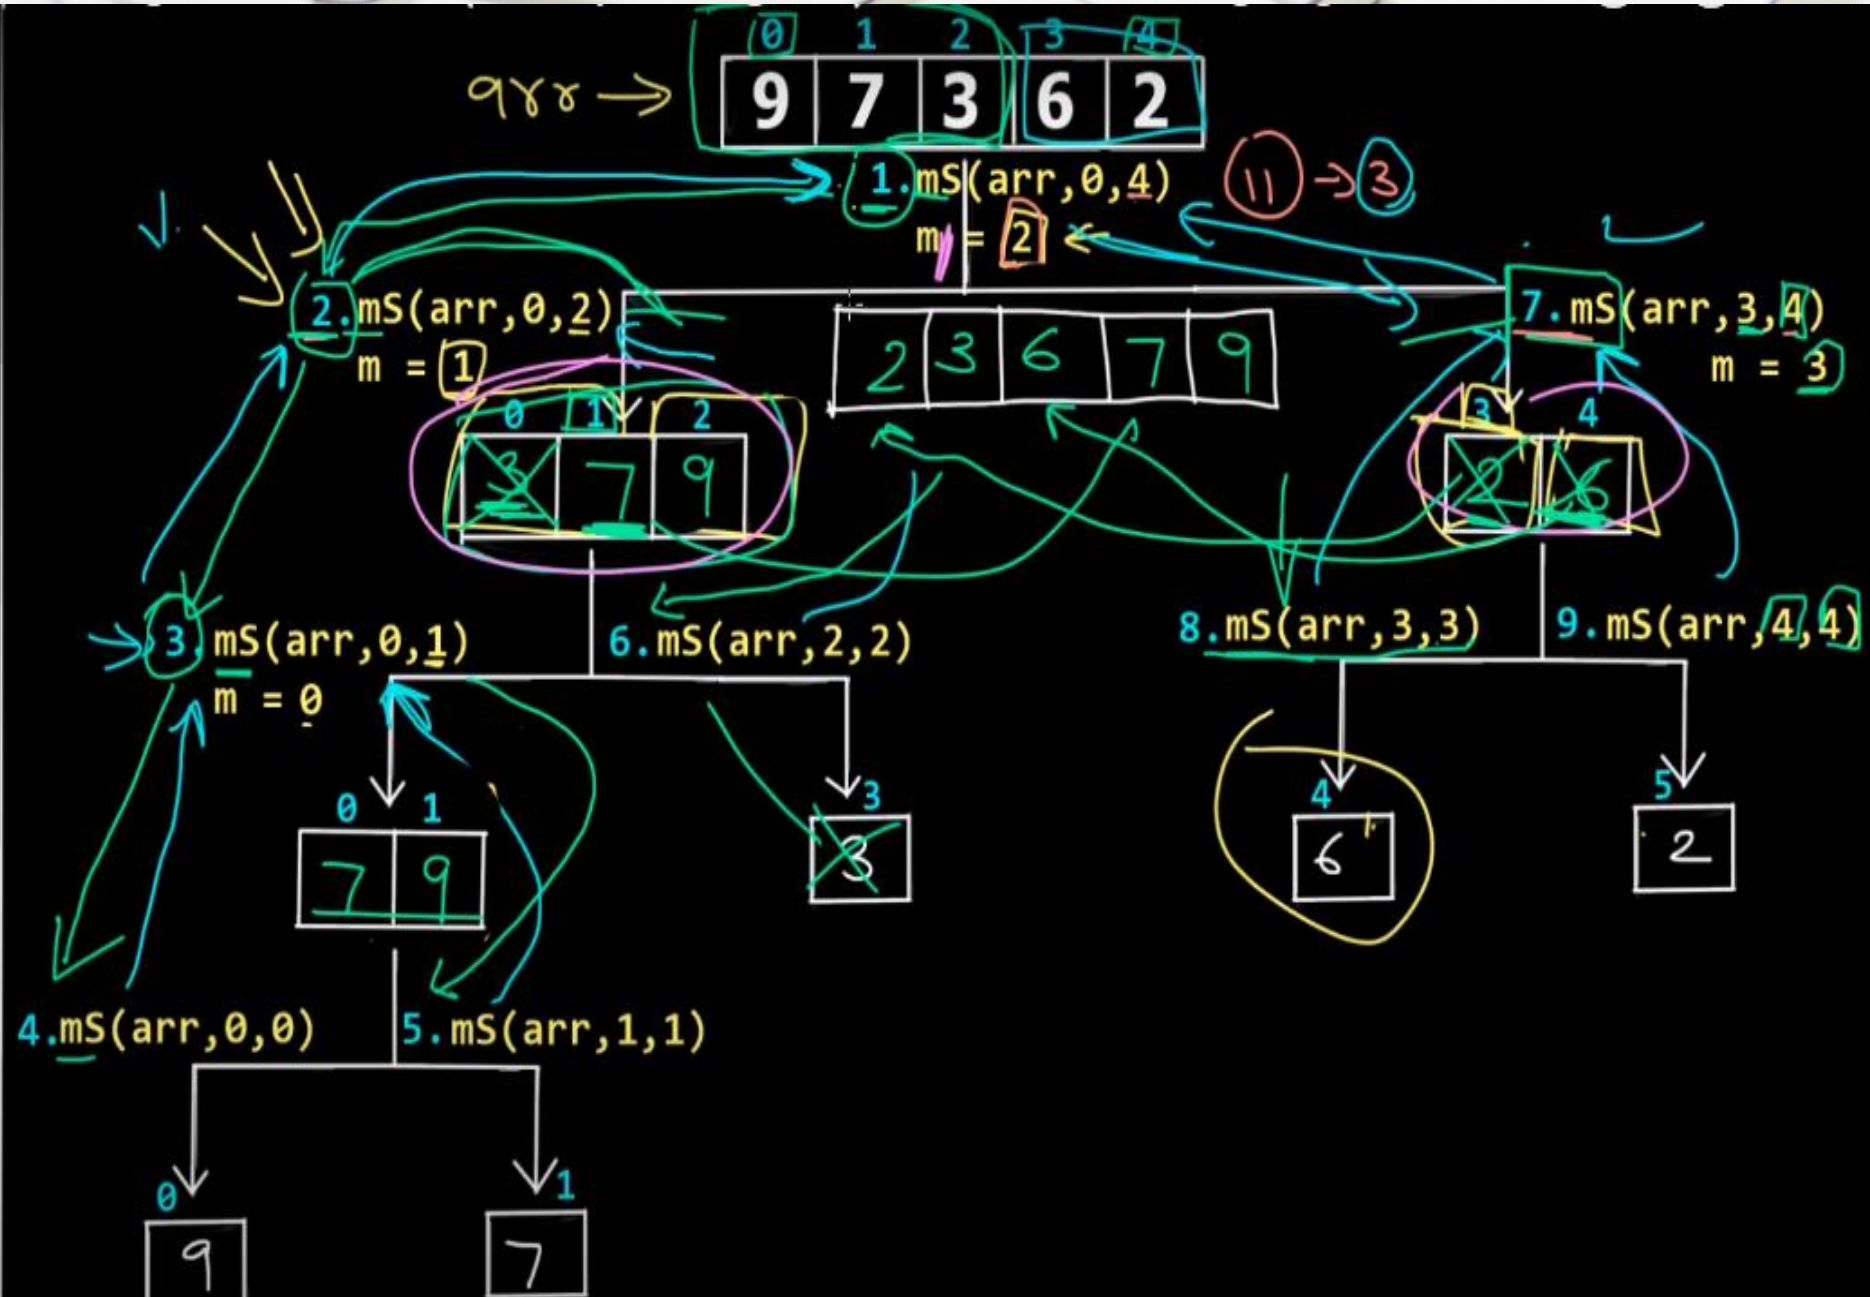 0 1 2 3 4
arr → 9 7 3 6 2
1.mS(arr,0,4) 11 → 3
m = 2
2.mS(arr,0,2) 7.mS(arr,3,4)
m = 1 2 3 6 7 9 m = 3
0 1 2 3 4
3 7 9 2 6
3.mS(arr,0,1) 6.mS(arr,2,2) 8.mS(arr,3,3) 9.mS(arr,4,4)
m = 0
0 1 3 4 5
7 9 3 6 2
4.mS(arr,0,0) 5.mS(arr,1,1)
0 1
9 7